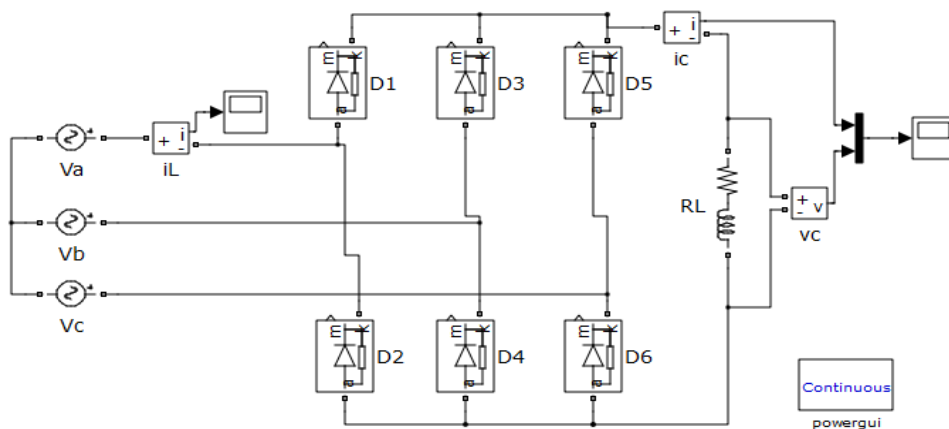 m k
a
D1
m k
a
D3
m k
a
D5
+ i
-
ic
+ i
-
iL
Va
Vb
Vc
RL
+
- v
vc
m k
a
D2
m k
a
D4
m k
a
D6
Continuous
powergui